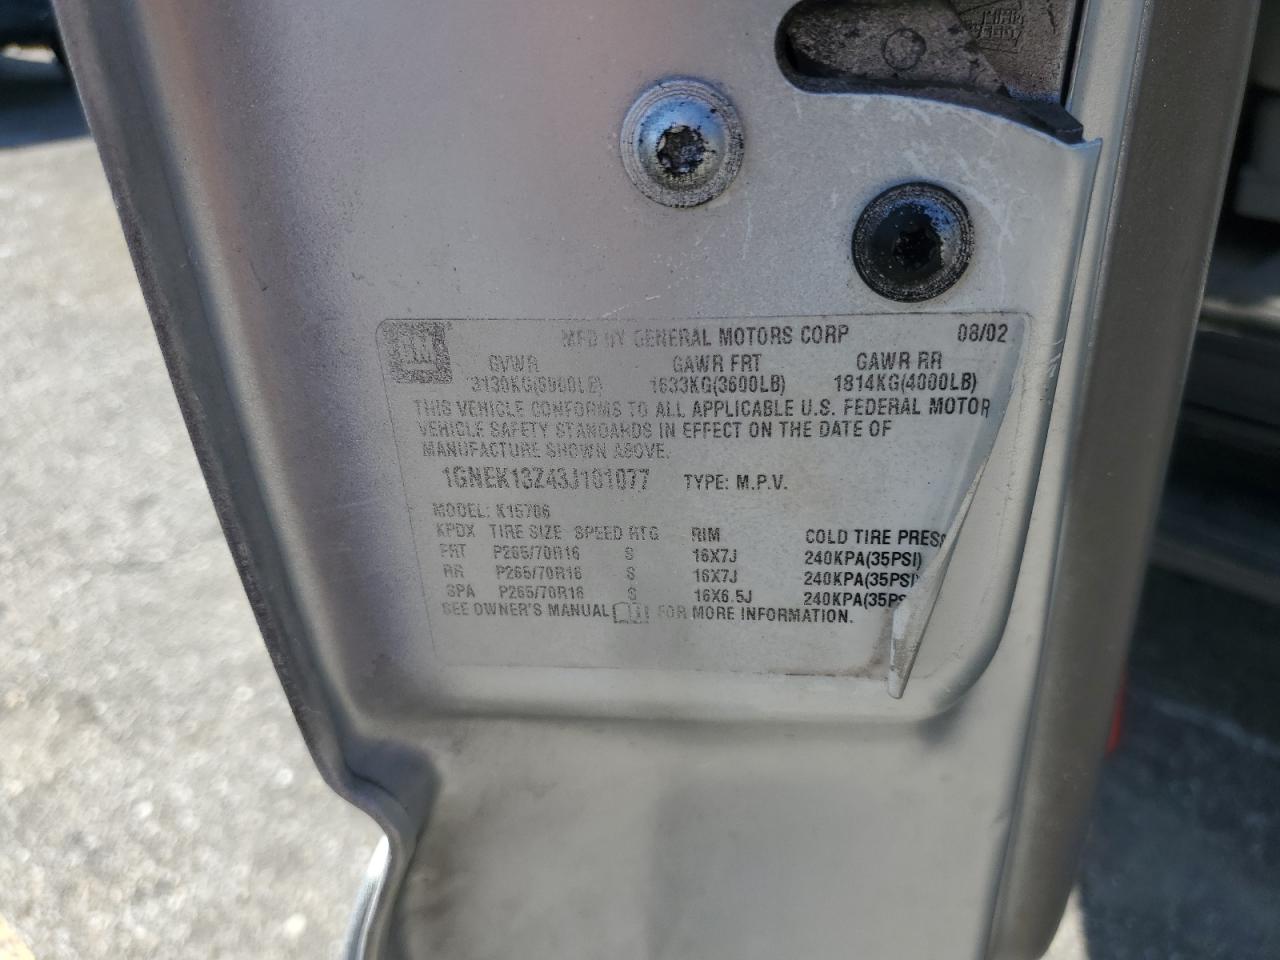 GM
MFD BY GENERAL MOTORS CORP 08/02
GVWR GAWR FRT GAWR RR
3130KG(6900LB) 1633KG(3600LB) 1814KG(4000LB)
THIS VEHICLE CONFORMS TO ALL APPLICABLE U.S. FEDERAL MOTOR
VEHICLE SAFETY STANDARDS IN EFFECT ON THE DATE OF
MANUFACTURE SHOWN ABOVE.
1GNEK13Z43J101077 TYPE: M.P.V.
MODEL: K15706
KPDX TIRE SIZE SPEED RTG RIM COLD TIRE PRES
FRT P265/70R16 S 16X7J 240KPA(35PSI)
RR P265/70R16 S 16X7J 240KPA(35PSI)
SPA P265/70R16 S 16X6.5J 240KPA(35PS
SEE OWNER'S MANUAL FOR MORE INFORMATION.